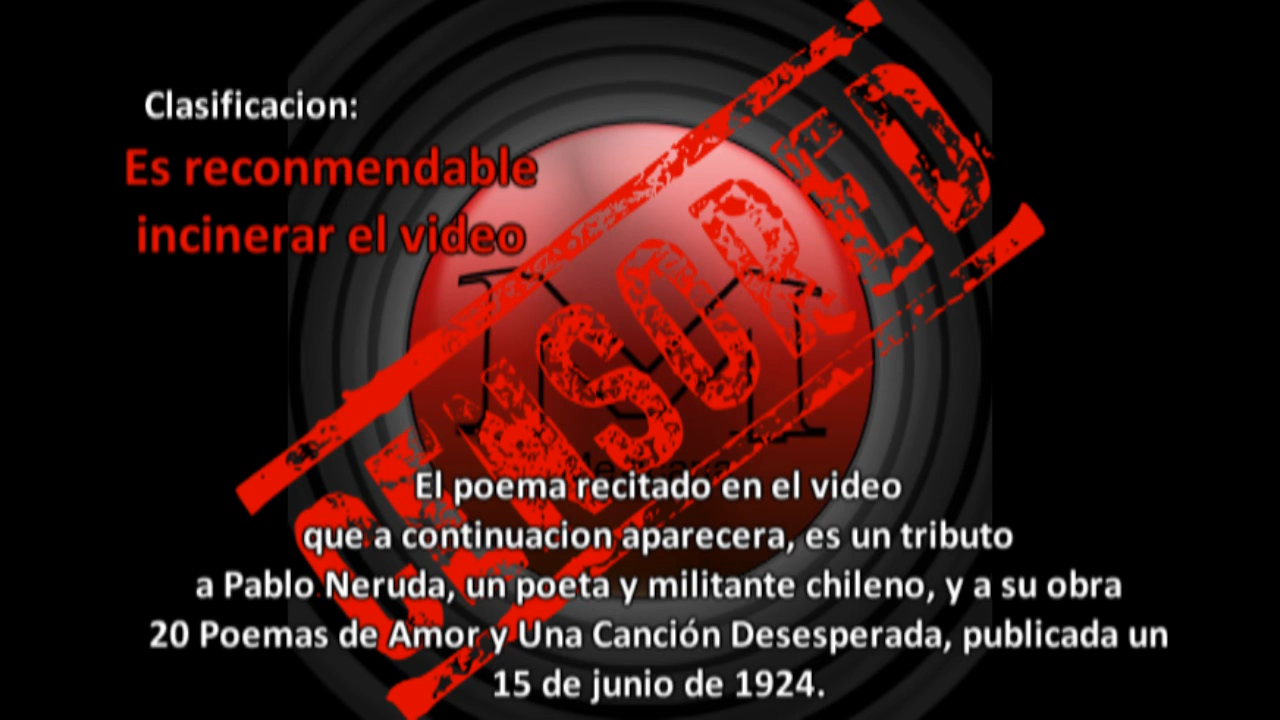 Clasificacion:
Es reconmendable
incinerar el video
CENSORED
M
El poema recitado en el video
que a continuacion aparecera, es un tributo
a Pablo Neruda, un poeta y militante chileno, y a su obra
20 Poemas de Amor y Una Canción Desesperada, publicada un
15 de junio de 1924.